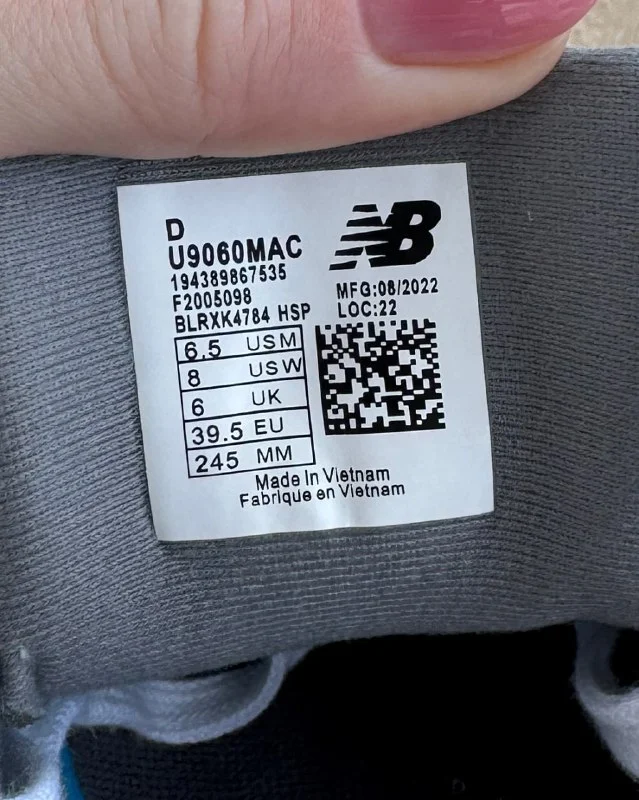 D
U9060MAC
194389867535
F2005098
BLRXK4784 HSP
NB
MFG:08/2022
LOC:22
6.5 USM
8 USW
6 UK
39.5 EU
245 MM
Made In Vietnam
Fabrique en Vietnam